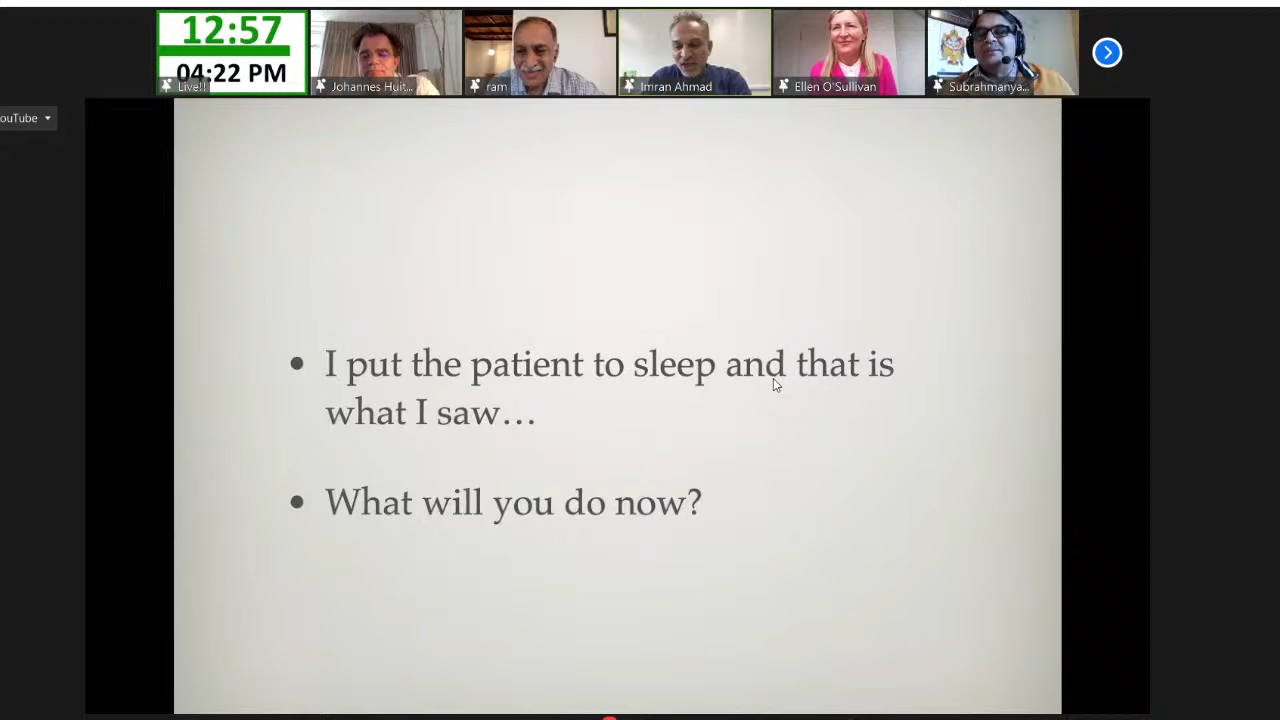 12:57
04:22 PM
Live!!
Johannes Huit...
ram
Imran Ahmad
Ellen O'Sullivan
Subrahmanya...
ouTube
• I put the patient to sleep and that is
what I saw…
• What will you do now?